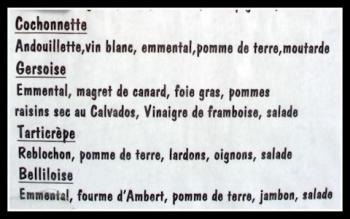 Cochonnette
Andouillette,vin blanc, emmental,pomme de terre,moutarde
Gersoise
Emmental, magret de canard, foie gras, pommes
raisins sec au Calvados, Vinaigre de framboise, salade
Tarticrèpe
Reblochon, pomme de terre, lardons, oignons, salade
Belliloise
Emmental, fourme d'Ambert, pomme de terre, jambon, salade